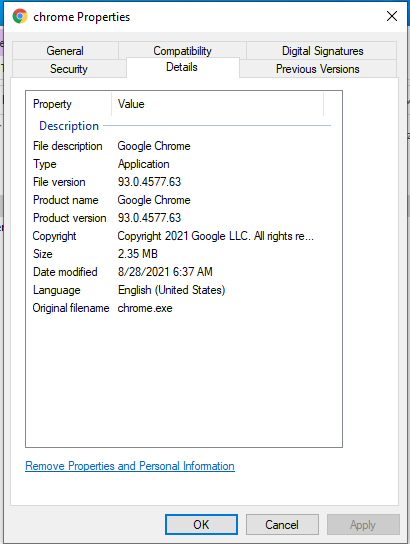 chrome Properties
General Compatibility Digital Signatures
Security Details Previous Versions
Property Value
Description
File description Google Chrome
Type Application
File version 93.0.4577.63
Product name Google Chrome
Product version 93.0.4577.63
Copyright Copyright 2021 Google LLC. All rights re...
Size 2.35 MB
Date modified 8/28/2021 6:37 AM
Language English (United States)
Original filename chrome.exe
Remove Properties and Personal Information
OK Cancel Apply